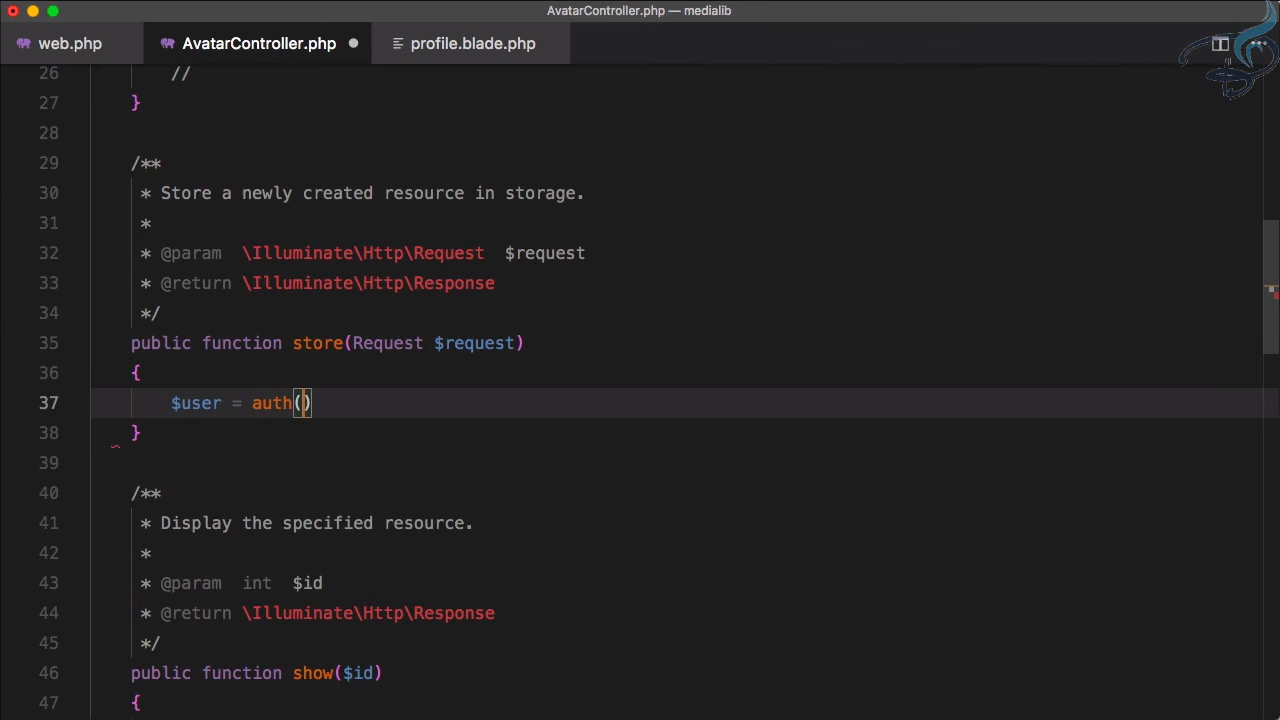 AvatarController.php — medialib
web.php AvatarController.php profile.blade.php
26 //
27 }
28
29 /**
30 * Store a newly created resource in storage.
31 *
32 * @param \Illuminate\Http\Request $request
33 * @return \Illuminate\Http\Response
34 */
35 public function store(Request $request)
36 {
37 $user = auth()
38 }
39
40 /**
41 * Display the specified resource.
42 *
43 * @param int $id
44 * @return \Illuminate\Http\Response
45 */
46 public function show($id)
47 {